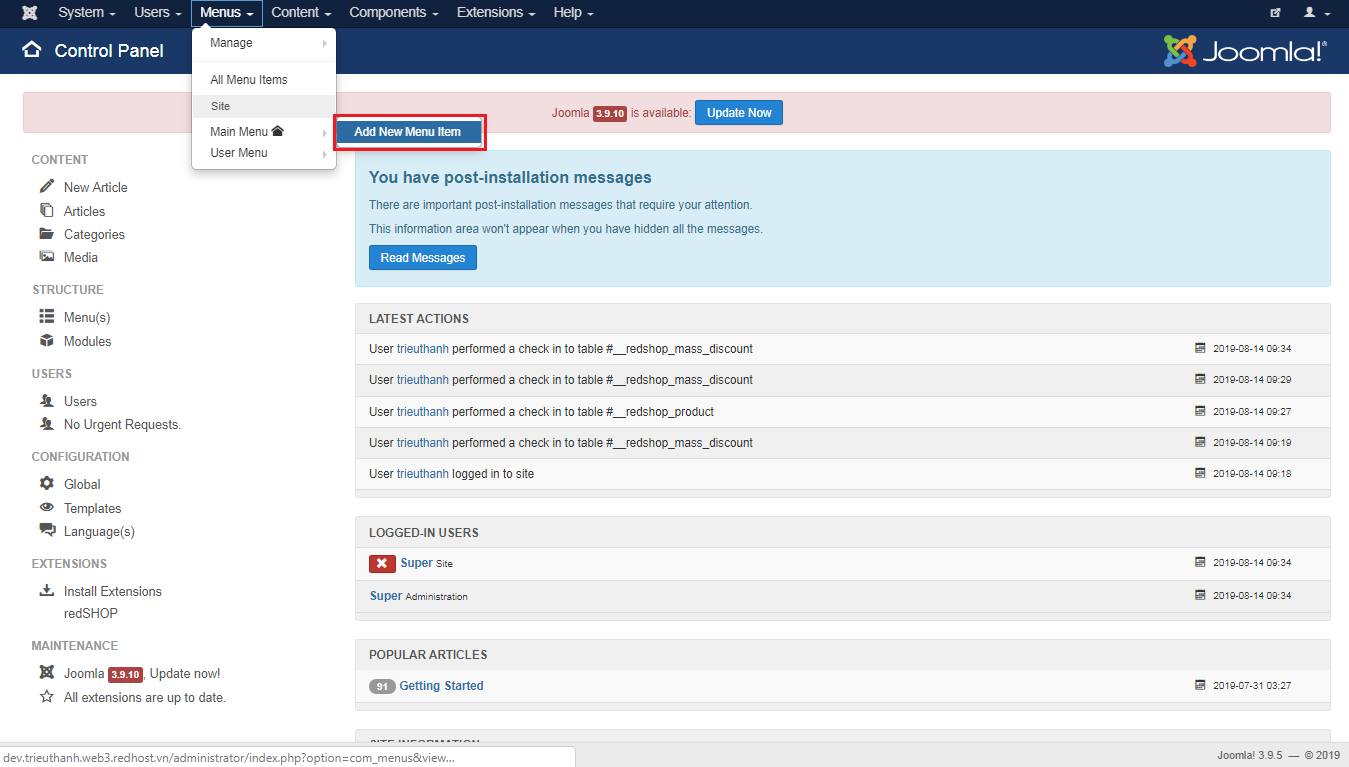 System Users Menus Content Components Extensions Help
Control Panel
Joomla!®
Manage
All Menu Items
Site
Main Menu
User Menu
Add New Menu Item
Joomla 3.9.10 is available: Update Now
CONTENT
New Article
Articles
Categories
Media
STRUCTURE
Menu(s)
Modules
USERS
Users
No Urgent Requests.
CONFIGURATION
Global
Templates
Language(s)
EXTENSIONS
Install Extensions
redSHOP
MAINTENANCE
Joomla 3.9.10, Update now!
All extensions are up to date.
You have post-installation messages
There are important post-installation messages that require your attention.
This information area won't appear when you have hidden all the messages.
Read Messages
LATEST ACTIONS
User trieuthanh performed a check in to table #__redshop_mass_discount 2019-08-14 09:34
User trieuthanh performed a check in to table #__redshop_mass_discount 2019-08-14 09:29
User trieuthanh performed a check in to table #__redshop_product 2019-08-14 09:27
User trieuthanh performed a check in to table #__redshop_mass_discount 2019-08-14 09:19
User trieuthanh logged in to site 2019-08-14 09:18
LOGGED-IN USERS
Super Site 2019-08-14 09:34
Super Administration 2019-08-14 09:34
POPULAR ARTICLES
91 Getting Started 2019-07-31 03:27
SITE INFORMATION
dev.trieuthanh.web3.redhost.vn/administrator/index.php?option=com_menus&view...
Joomla! 3.9.5 — © 2019